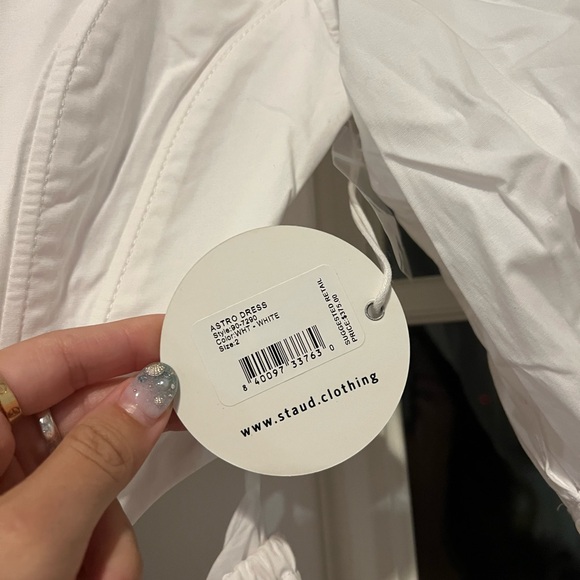 ASTRO DRESS
Style:90-7290
Color:WHT - WHITE
Size:2
SUGGESTED RETAIL
PRICE:$375.00
8 40097 33763 0
www.staud.clothing